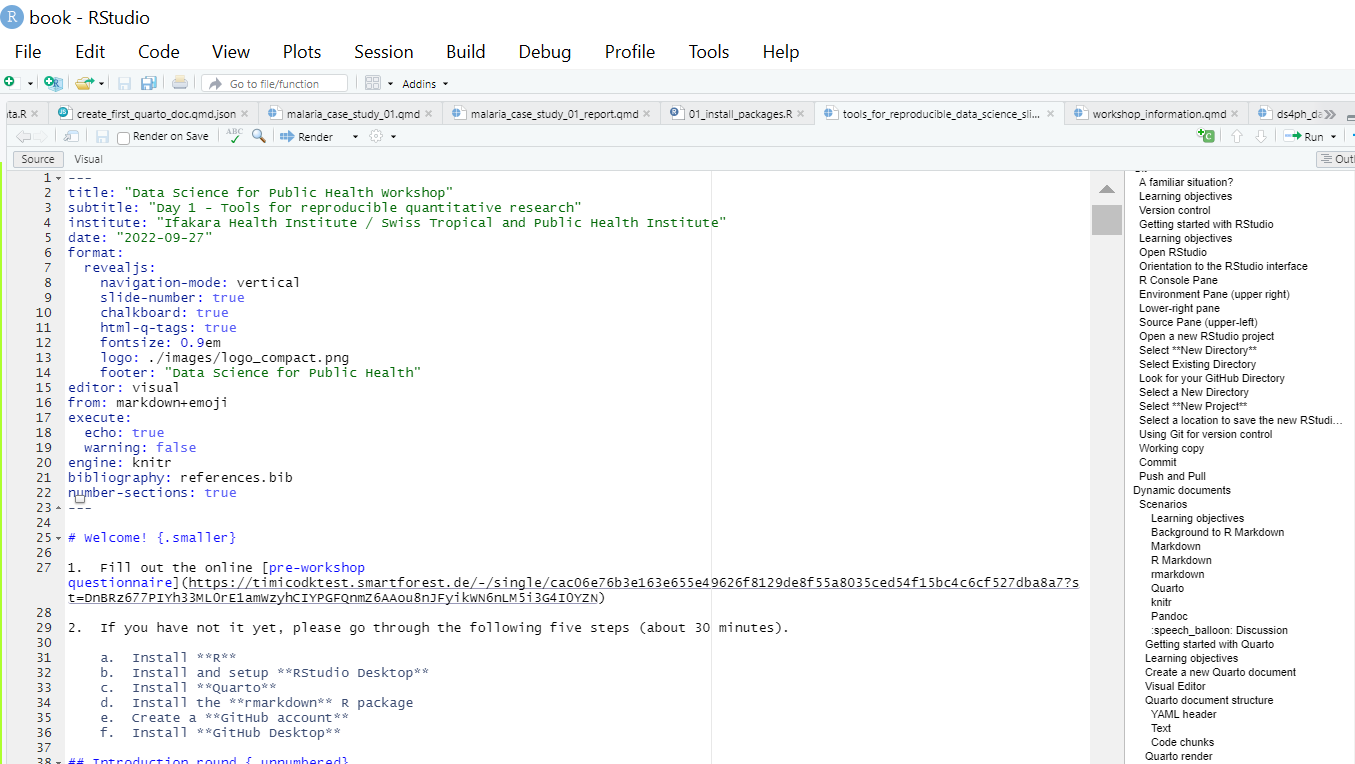 R book - RStudio
File Edit Code View Plots Session Build Debug Profile Tools Help
Go to file/function Addins
ta.R create_first_quarto_doc.qmd.json malaria_case_study_01.qmd malaria_case_study_01_report.qmd 01_install_packages.R tools_for_reproducible_data_science_sli... workshop_information.qmd ds4ph_da
Render on Save ABC Render Run
Source Visual Outl
1 ---
2 title: "Data Science for Public Health Workshop"
3 subtitle: "Day 1 - Tools for reproducible quantitative research"
4 institute: "Ifakara Health Institute / Swiss Tropical and Public Health Institute"
5 date: "2022-09-27"
6 format:
7 revealjs:
8 navigation-mode: vertical
9 slide-number: true
10 chalkboard: true
11 html-q-tags: true
12 fontsize: 0.9em
13 logo: ./images/logo_compact.png
14 footer: "Data Science for Public Health"
15 editor: visual
16 from: markdown+emoji
17 execute:
18 echo: true
19 warning: false
20 engine: knitr
21 bibliography: references.bib
22 number-sections: true
23 ---
24
25 # Welcome! {.smaller}
26
27 1. Fill out the online [pre-workshop
questionnaire](https://timicodktest.smartforest.de/-/single/cac06e76b3e163e655e49626f8129de8f55a8035ced54f15bc4c6cf527dba8a7?s
t=DnBRz677PIYh33MLOrE1amWzyhCIYPGFQnmZ6AAou8nJFyikWN6nLM5i3G4IOYZN)
28
29 2. If you have not it yet, please go through the following five steps (about 30 minutes).
30
31 a. Install **R**
32 b. Install and setup **RStudio Desktop**
33 c. Install **Quarto**
34 d. Install the **rmarkdown** R package
35 e. Create a **GitHub account**
36 f. Install **GitHub Desktop**
37
38 ## Introduction round {.unnumbered}
A familiar situation?
Learning objectives
Version control
Getting started with RStudio
Learning objectives
Open RStudio
Orientation to the RStudio interface
R Console Pane
Environment Pane (upper right)
Lower-right pane
Source Pane (upper-left)
Open a new RStudio project
Select **New Directory**
Select Existing Directory
Look for your GitHub Directory
Select a New Directory
Select **New Project**
Select a location to save the new RStudi...
Using Git for version control
Working copy
Commit
Push and Pull
Dynamic documents
Scenarios
Learning objectives
Background to R Markdown
Markdown
R Markdown
rmarkdown
Quarto
knitr
Pandoc
:speech_balloon: Discussion
Getting started with Quarto
Learning objectives
Create a new Quarto document
Visual Editor
Quarto document structure
YAML header
Text
Code chunks
Quarto render